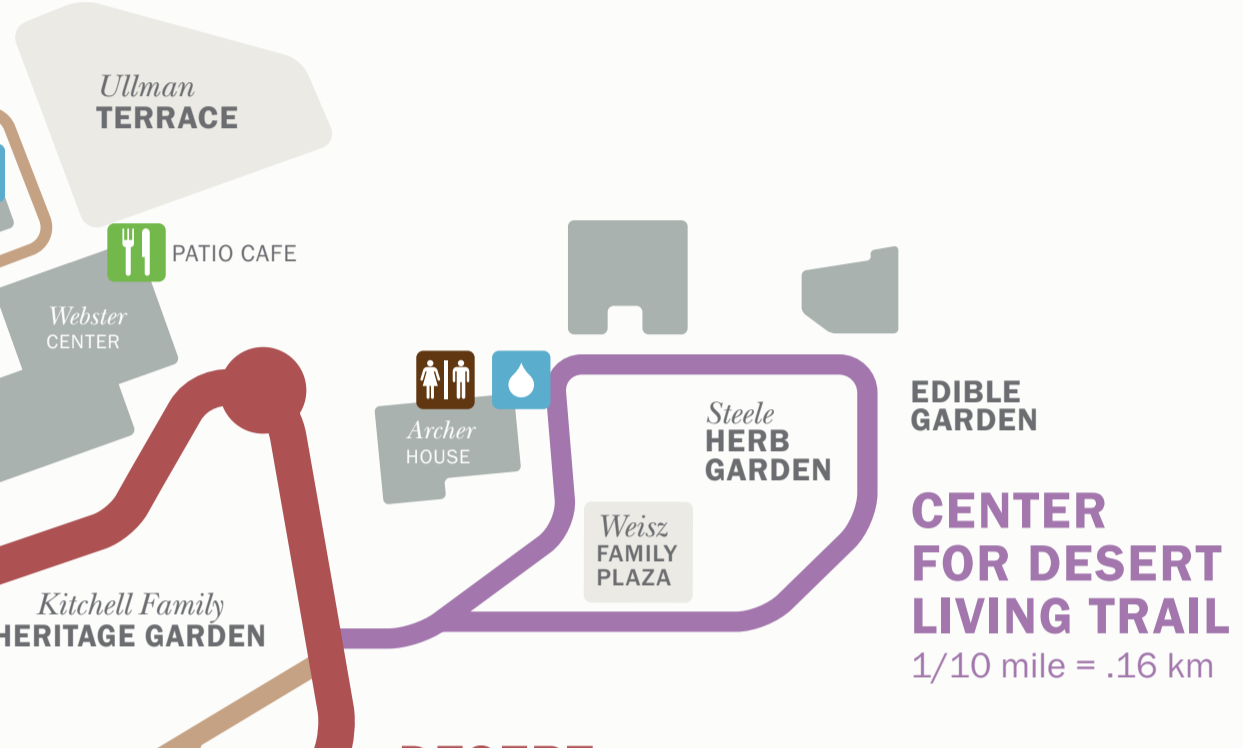 Ullman
TERRACE
PATIO CAFE
Webster
CENTER
Archer
HOUSE
Steele
HERB
GARDEN
EDIBLE
GARDEN
Weisz
FAMILY
PLAZA
CENTER
FOR DESERT
LIVING TRAIL
1/10 mile = .16 km
Kitchell Family
HERITAGE GARDEN
DESERT